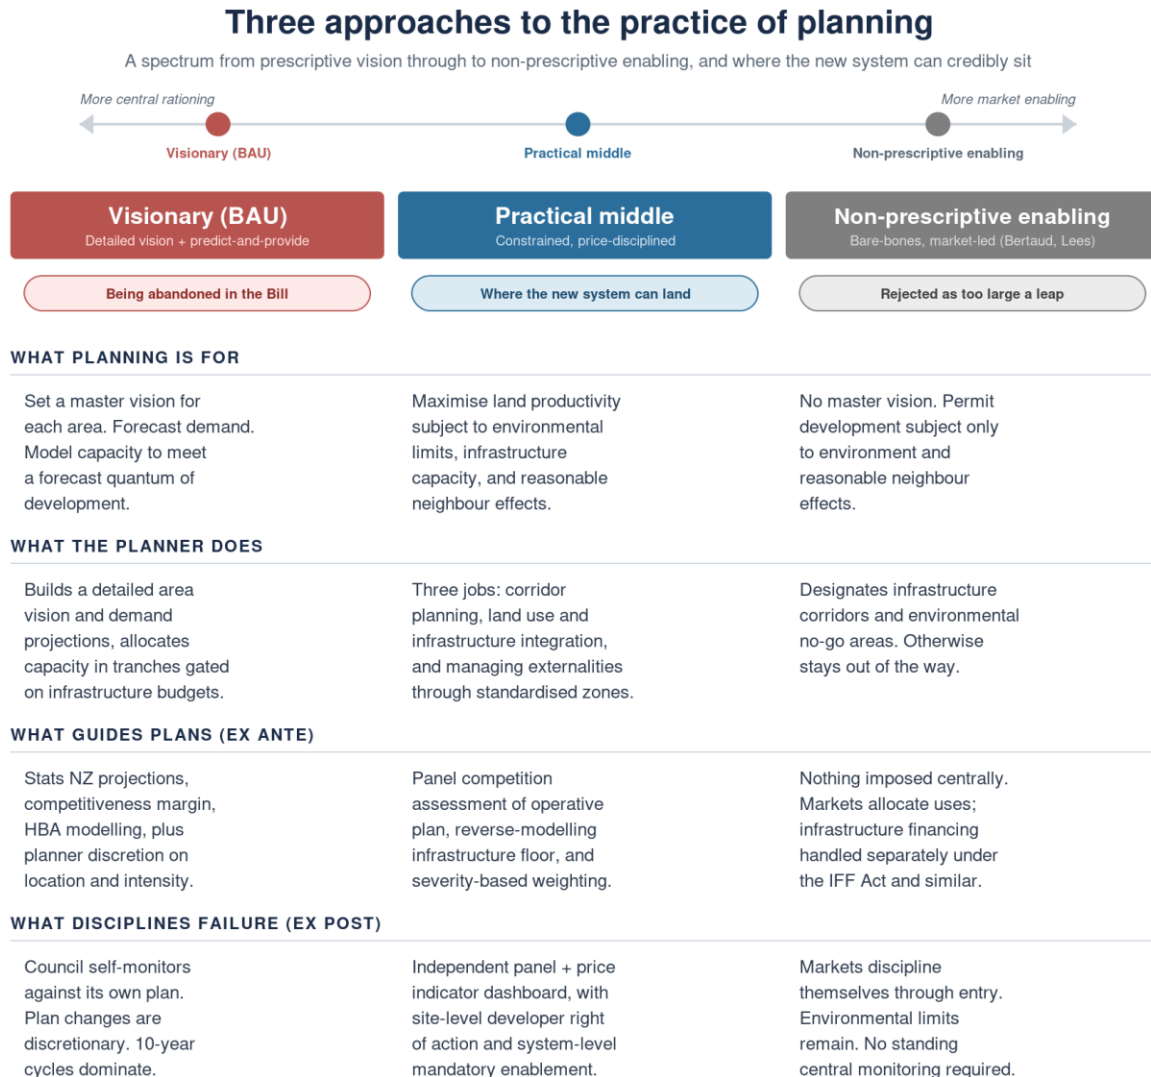 Three approaches to the practice of planning
A spectrum from prescriptive vision through to non-prescriptive enabling, and where the new system can credibly sit
More central rationing
More market enabling
Visionary (BAU)
Practical middle
Non-prescriptive enabling
Visionary (BAU)
Detailed vision + predict-and-provide
Practical middle
Constrained, price-disciplined
Non-prescriptive enabling
Bare-bones, market-led (Bertaud, Lees)
Being abandoned in the Bill
Where the new system can land
Rejected as too large a leap
WHAT PLANNING IS FOR
Set a master vision for
each area. Forecast demand.
Model capacity to meet
a forecast quantum of
development.
Maximise land productivity
subject to environmental
limits, infrastructure
capacity, and reasonable
neighbour effects.
No master vision. Permit
development subject only
to environment and
reasonable neighbour
effects.
WHAT THE PLANNER DOES
Builds a detailed area
vision and demand
projections, allocates
capacity in tranches gated
on infrastructure budgets.
Three jobs: corridor
planning, land use and
infrastructure integration,
and managing externalities
through standardised zones.
Designates infrastructure
corridors and environmental
no-go areas. Otherwise
stays out of the way.
WHAT GUIDES PLANS (EX ANTE)
Stats NZ projections,
competitiveness margin,
HBA modelling, plus
planner discretion on
location and intensity.
Panel competition
assessment of operative
plan, reverse-modelling
infrastructure floor, and
severity-based weighting.
Nothing imposed centrally.
Markets allocate uses;
infrastructure financing
handled separately under
the IFF Act and similar.
WHAT DISCIPLINES FAILURE (EX POST)
Council self-monitors
against its own plan.
Plan changes are
discretionary. 10-year
cycles dominate.
Independent panel + price
indicator dashboard, with
site-level developer right
of action and system-level
mandatory enablement.
Markets discipline
themselves through entry.
Environmental limits
remain. No standing
central monitoring required.